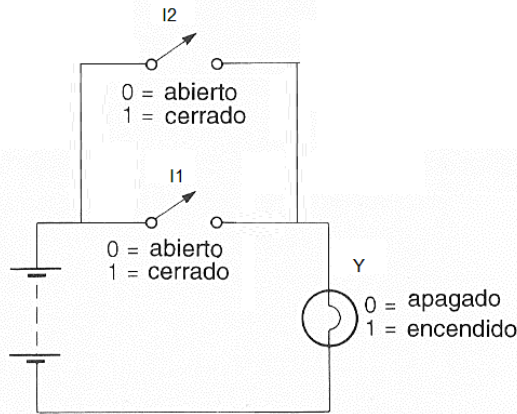 I2
0 = abierto
1 = cerrado
I1
0 = abierto
1 = cerrado
Y
0 = apagado
1 = encendido